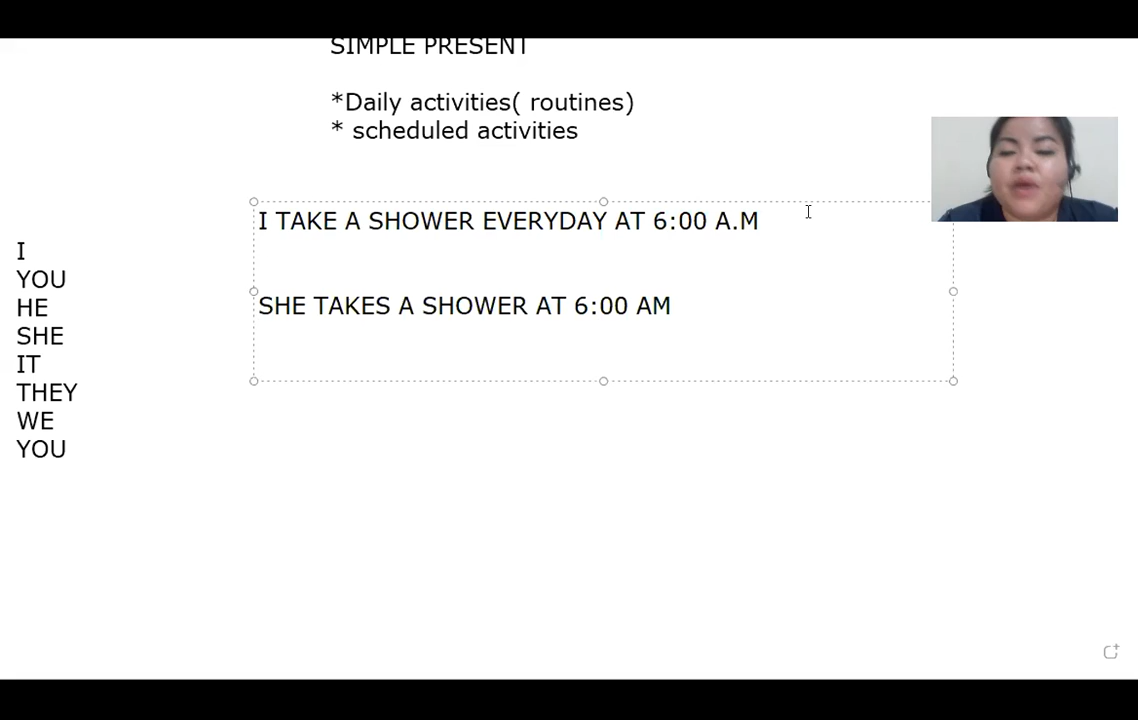 SIMPLE PRESENT
*Daily activities( routines)
* scheduled activities
I TAKE A SHOWER EVERYDAY AT 6:00 A.M
SHE TAKES A SHOWER AT 6:00 AM
I
YOU
HE
SHE
IT
THEY
WE
YOU